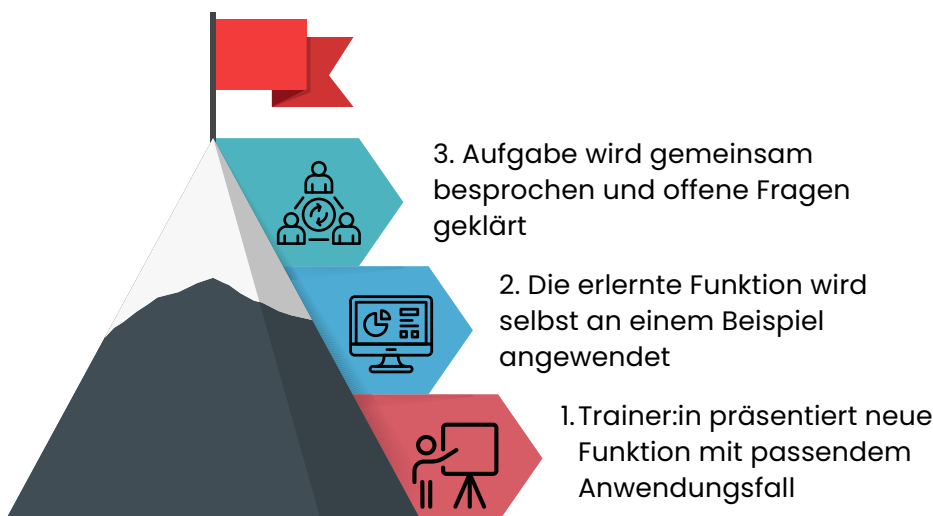 3. Aufgabe wird gemeinsam
besprochen und offene Fragen
geklärt
2. Die erlernte Funktion wird
selbst an einem Beispiel
angewendet
1. Trainer:in präsentiert neue
Funktion mit passendem
Anwendungsfall